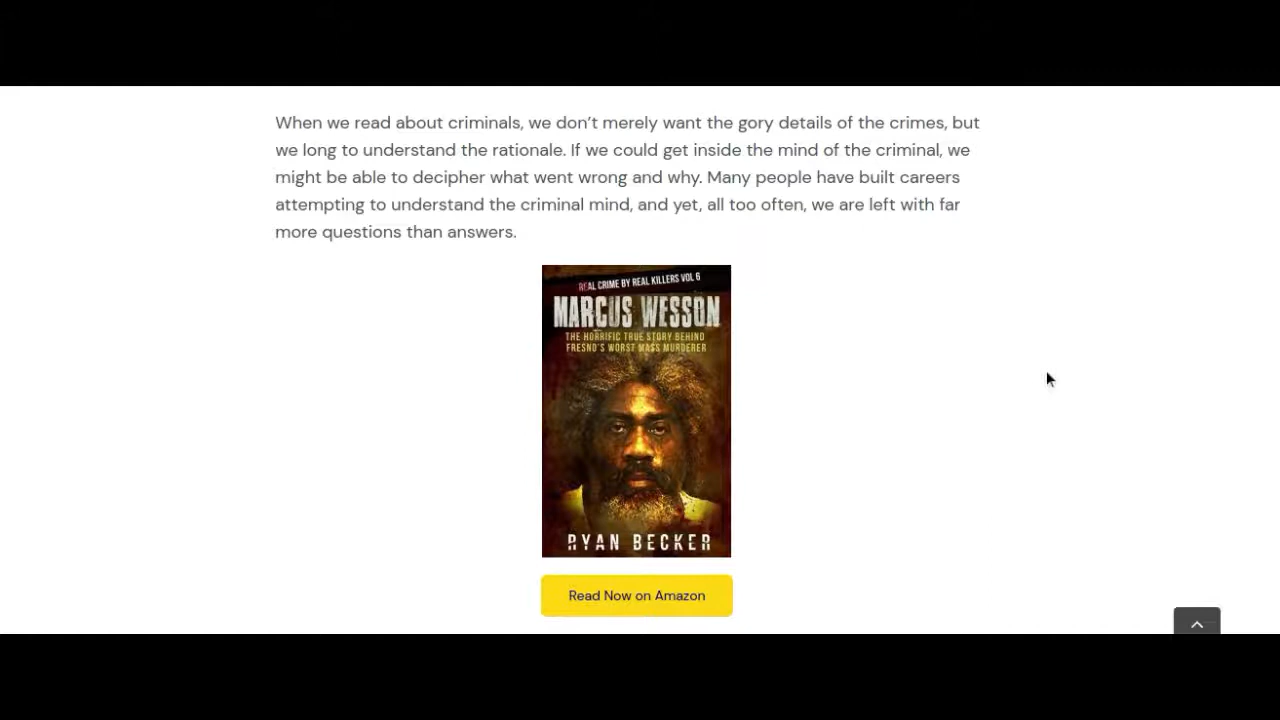 When we read about criminals, we don’t merely want the gory details of the crimes, but
we long to understand the rationale. If we could get inside the mind of the criminal, we
might be able to decipher what went wrong and why. Many people have built careers
attempting to understand the criminal mind, and yet, all too often, we are left with far
more questions than answers.
REAL CRIME BY REAL KILLERS VOL 6
MARCUS WESSON
THE HORRIFIC TRUE STORY BEHIND
FRESNO'S WORST MASS MURDERER
RYAN BECKER
Read Now on Amazon